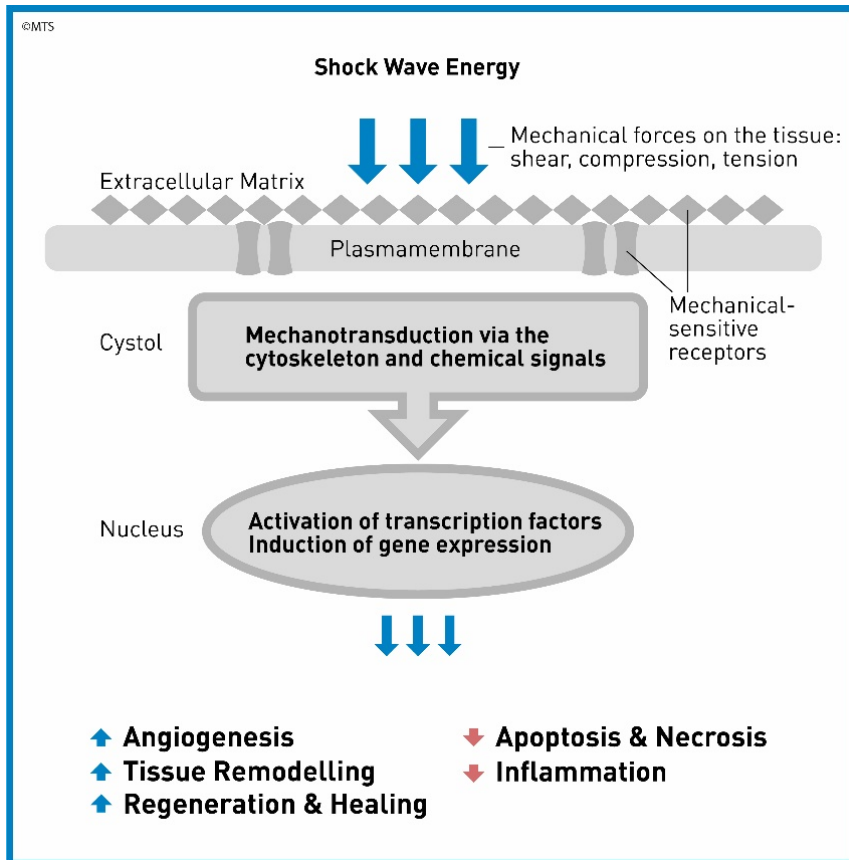 ©MTS
Shock Wave Energy
Mechanical forces on the tissue:
shear, compression, tension
Extracellular Matrix
Plasmamembrane
Mechanical-
sensitive
receptors
Cystol
Mechanotransduction via the
cytoskeleton and chemical signals
Nucleus
Activation of transcription factors
Induction of gene expression
Angiogenesis
Tissue Remodelling
Regeneration & Healing
Apoptosis & Necrosis
Inflammation